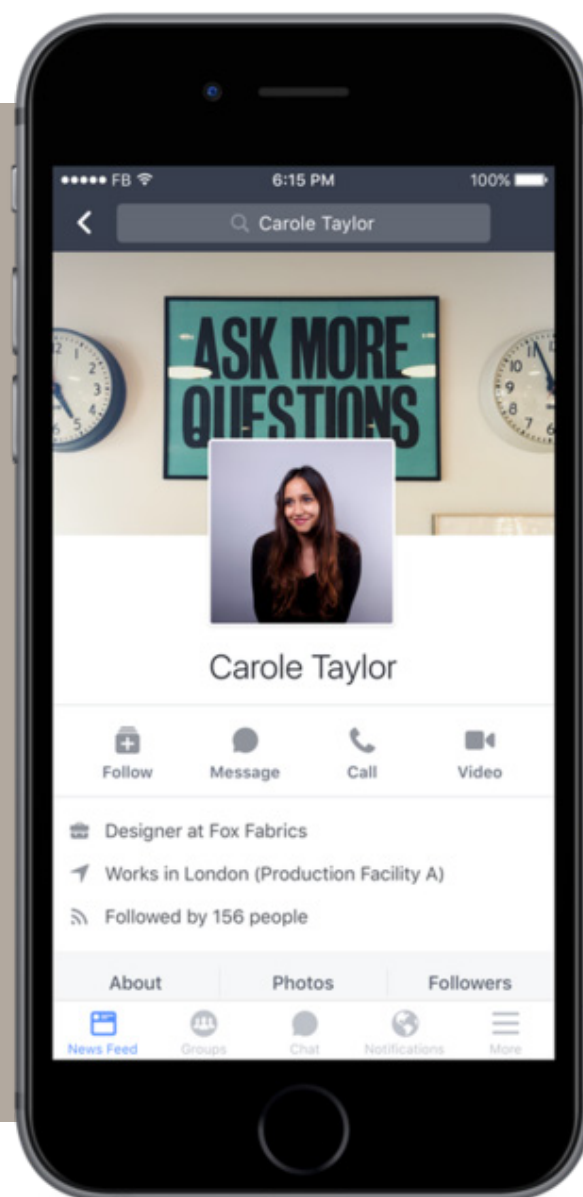 ●●●●● FB 6:15 PM 100%
Carole Taylor
ASK MORE
QUESTIONS
Carole Taylor
Follow Message Call Video
Designer at Fox Fabrics
Works in London (Production Facility A)
Followed by 156 people
About Photos Followers
News Feed Groups Chat Notifications More